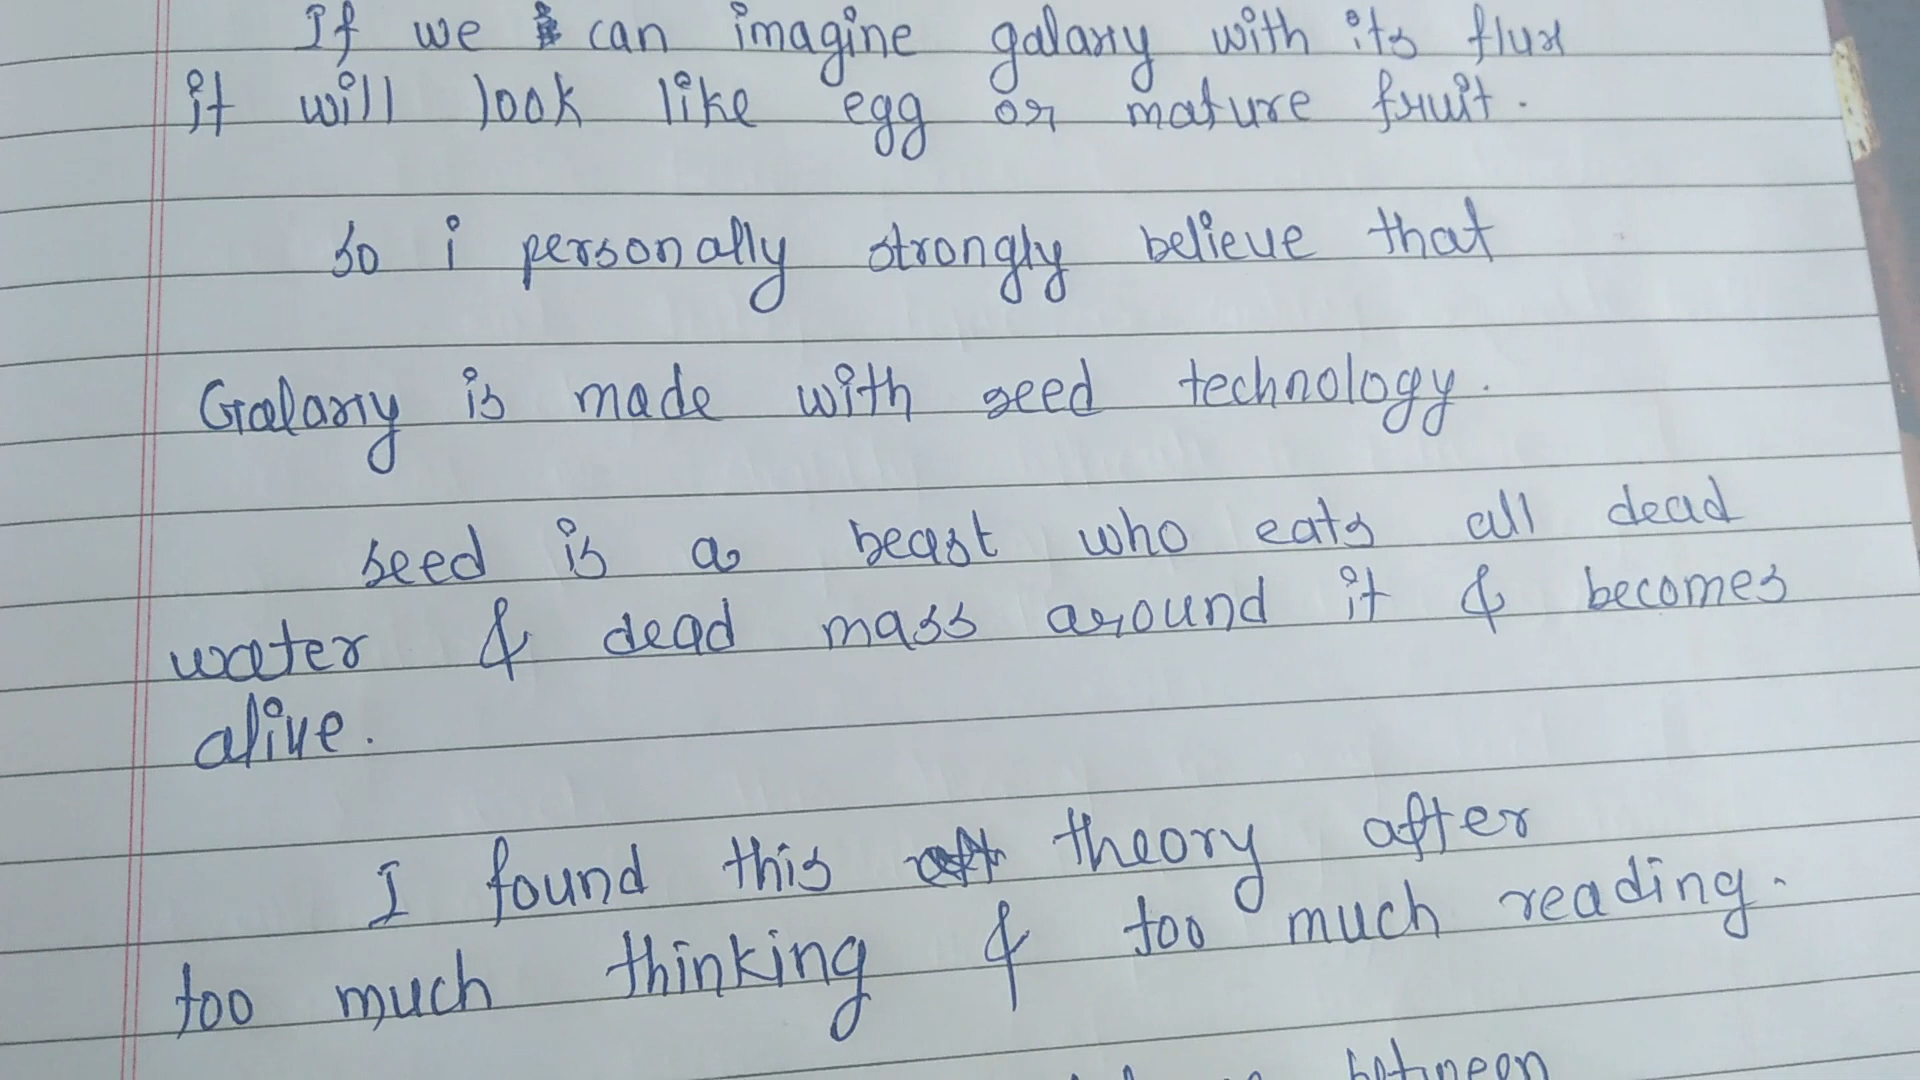 If we can imagine galaxy with its flux
it will look like egg or mature fruit.
so i personally strongly believe that
Galaxy is made with seed technology.
seed is a beast who eats all dead
water & dead mass around it & becomes
alive.
I found this theory after
too much thinking & too much reading.
between